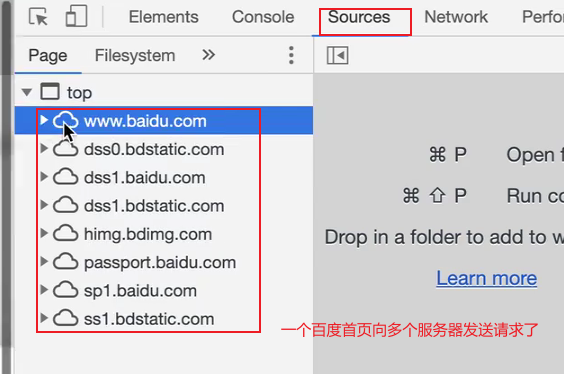 Elements Console Sources Network Perfor
Page Filesystem »
top
www.baidu.com
dss0.bdstatic.com
dss1.baidu.com
dss1.bdstatic.com
himg.bdimg.com
passport.baidu.com
sp1.baidu.com
ss1.bdstatic.com
⌘ P Open f
⌘ ⇧ P Run co
Drop in a folder to add to w
Learn more
一个百度首页向多个服务器发送请求了